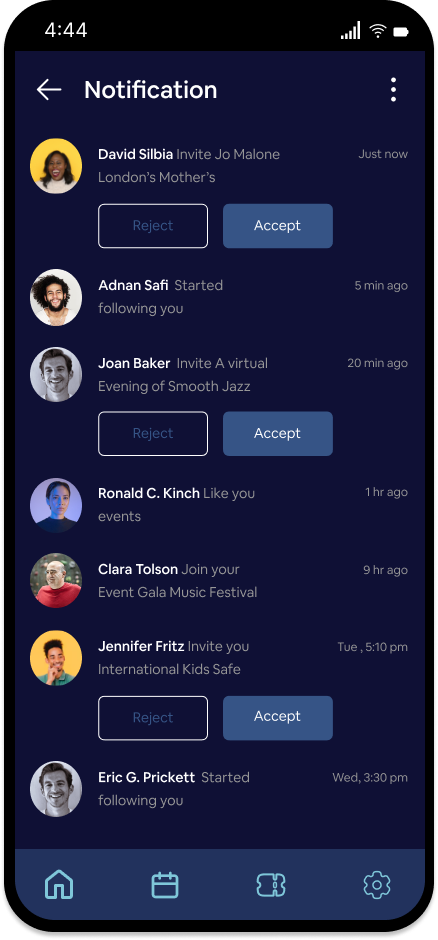 4:44
Notification
David Silbia Invite Jo Malone
Just now
London's Mother's
Reject
Accept
Adnan Safi Started
5 min ago
following you
Joan Baker Invite A virtual
20 min ago
Evening of Smooth Jazz
Reject
Accept
Ronald C. Kinch Like you
1 hr ago
events
Clara Tolson Join your
9 hr ago
Event Gala Music Festival
Jennifer Fritz Invite you
Tue , 5:10 pm
International Kids Safe
Reject
Accept
Eric G. Prickett Started
Wed, 3:30 pm
following you